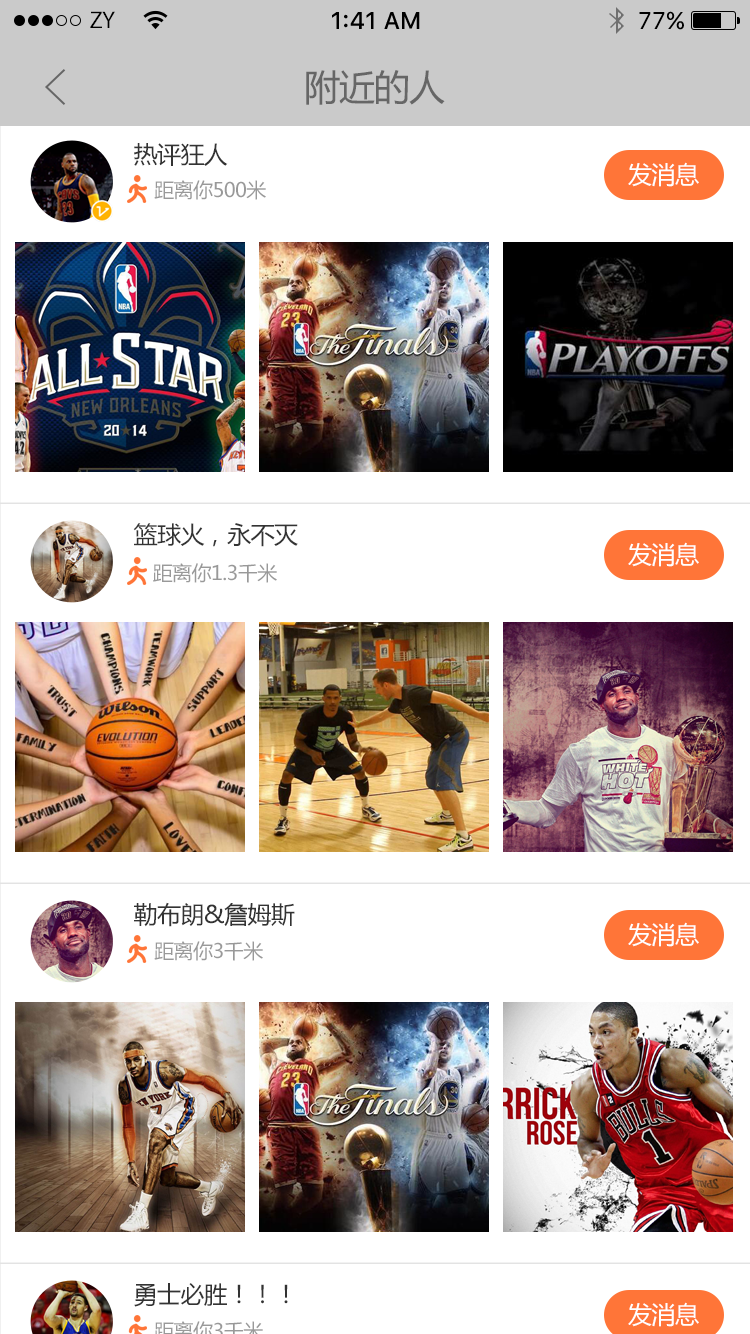 ZY
1:41 AM
77%
附近的人
热评狂人
距离你500米
发消息
NBA
ALL STAR
NEW ORLEANS
20 14
CLEVELAND
23
NBA
The Finals
30
NBA
PLAYOFFS
42
篮球火，永不灭
距离你1.3千米
发消息
CHAMPIONS
TEAMWORK
TRUST
SUPPORT
FAMILY
Wilson
EVOLUTION
LEADE
DETERMINATION
FAITH
LOVE
CONF
WHITE
HOT
勒布朗&詹姆斯
距离你3千米
发消息
NEW YORK
7
CLEVELAND
23
NBA
The Finals
30
RRICK
ROSE
BULLS
1
SPALDING
勇士必胜！！！
距离你3千米
发消息